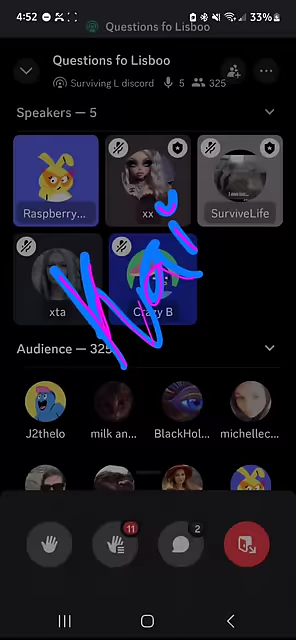 4:52
33%
Questions fo Lisboo
Questions fo Lisboo
Surviving L discord 5 325
Speakers — 5
Raspberry...
xx
SurviveLife
xta
Crazy B
Kai
Audience — 325
J2thelo
milk an...
BlackHol...
michellec...
11
2